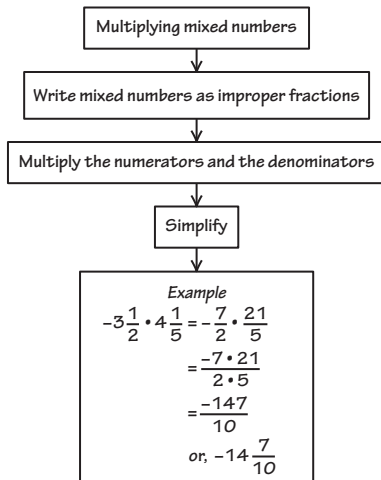 Multiplying mixed numbers
Write mixed numbers as improper fractions
Multiply the numerators and the denominators
Simplify
Example
-3 1/2 • 4 1/5 = -7/2 • 21/5
= -7 • 21 / 2 • 5
= -147/10
or, -14 7/10